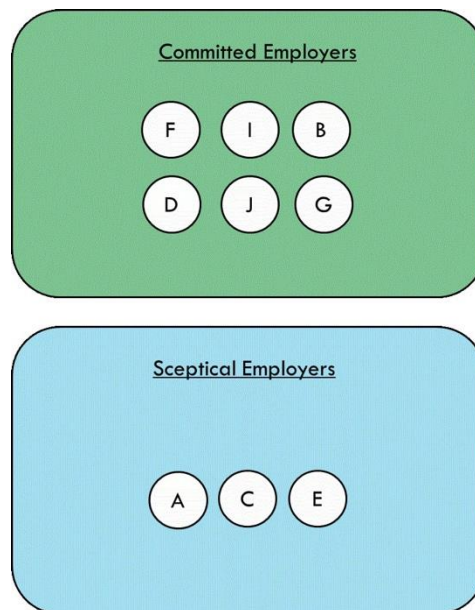 Committed Employers
F I B
D J G
Sceptical Employers
A C E